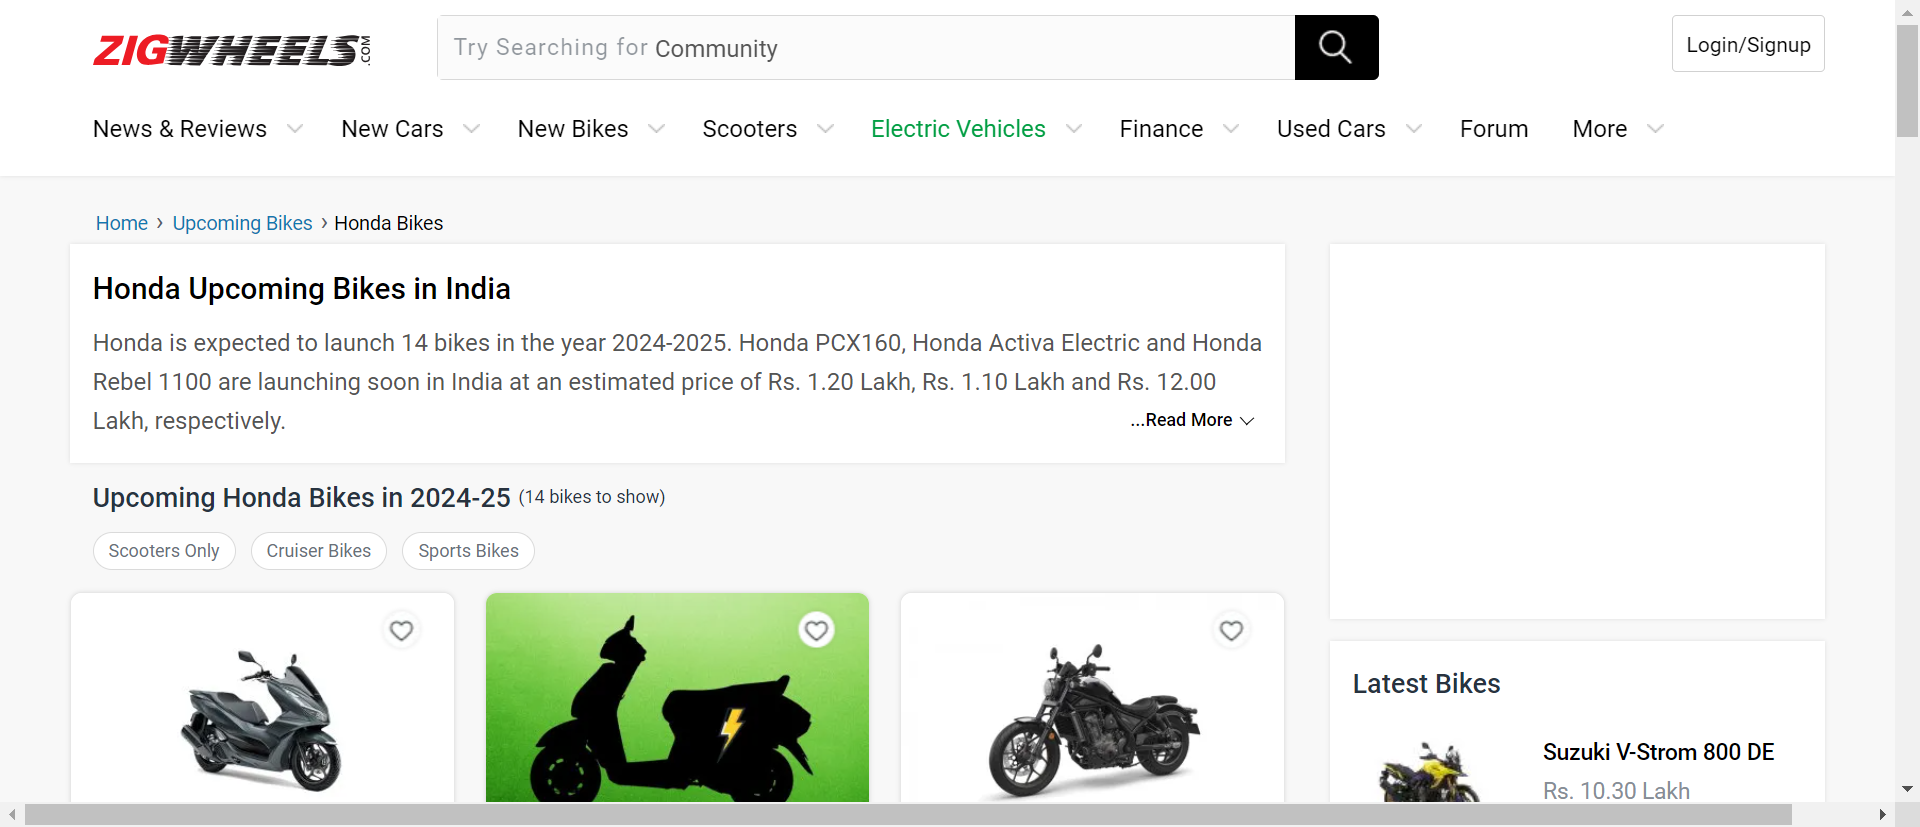 ZIGWHEELS.COM
Try Searching for Community
Login/Signup
News & Reviews New Cars New Bikes Scooters Electric Vehicles Finance Used Cars Forum More
Home › Upcoming Bikes › Honda Bikes
Honda Upcoming Bikes in India
Honda is expected to launch 14 bikes in the year 2024-2025. Honda PCX160, Honda Activa Electric and Honda
Rebel 1100 are launching soon in India at an estimated price of Rs. 1.20 Lakh, Rs. 1.10 Lakh and Rs. 12.00
Lakh, respectively.
...Read More
Upcoming Honda Bikes in 2024-25 (14 bikes to show)
Scooters Only Cruiser Bikes Sports Bikes
Latest Bikes
Suzuki V-Strom 800 DE
Rs. 10.30 Lakh